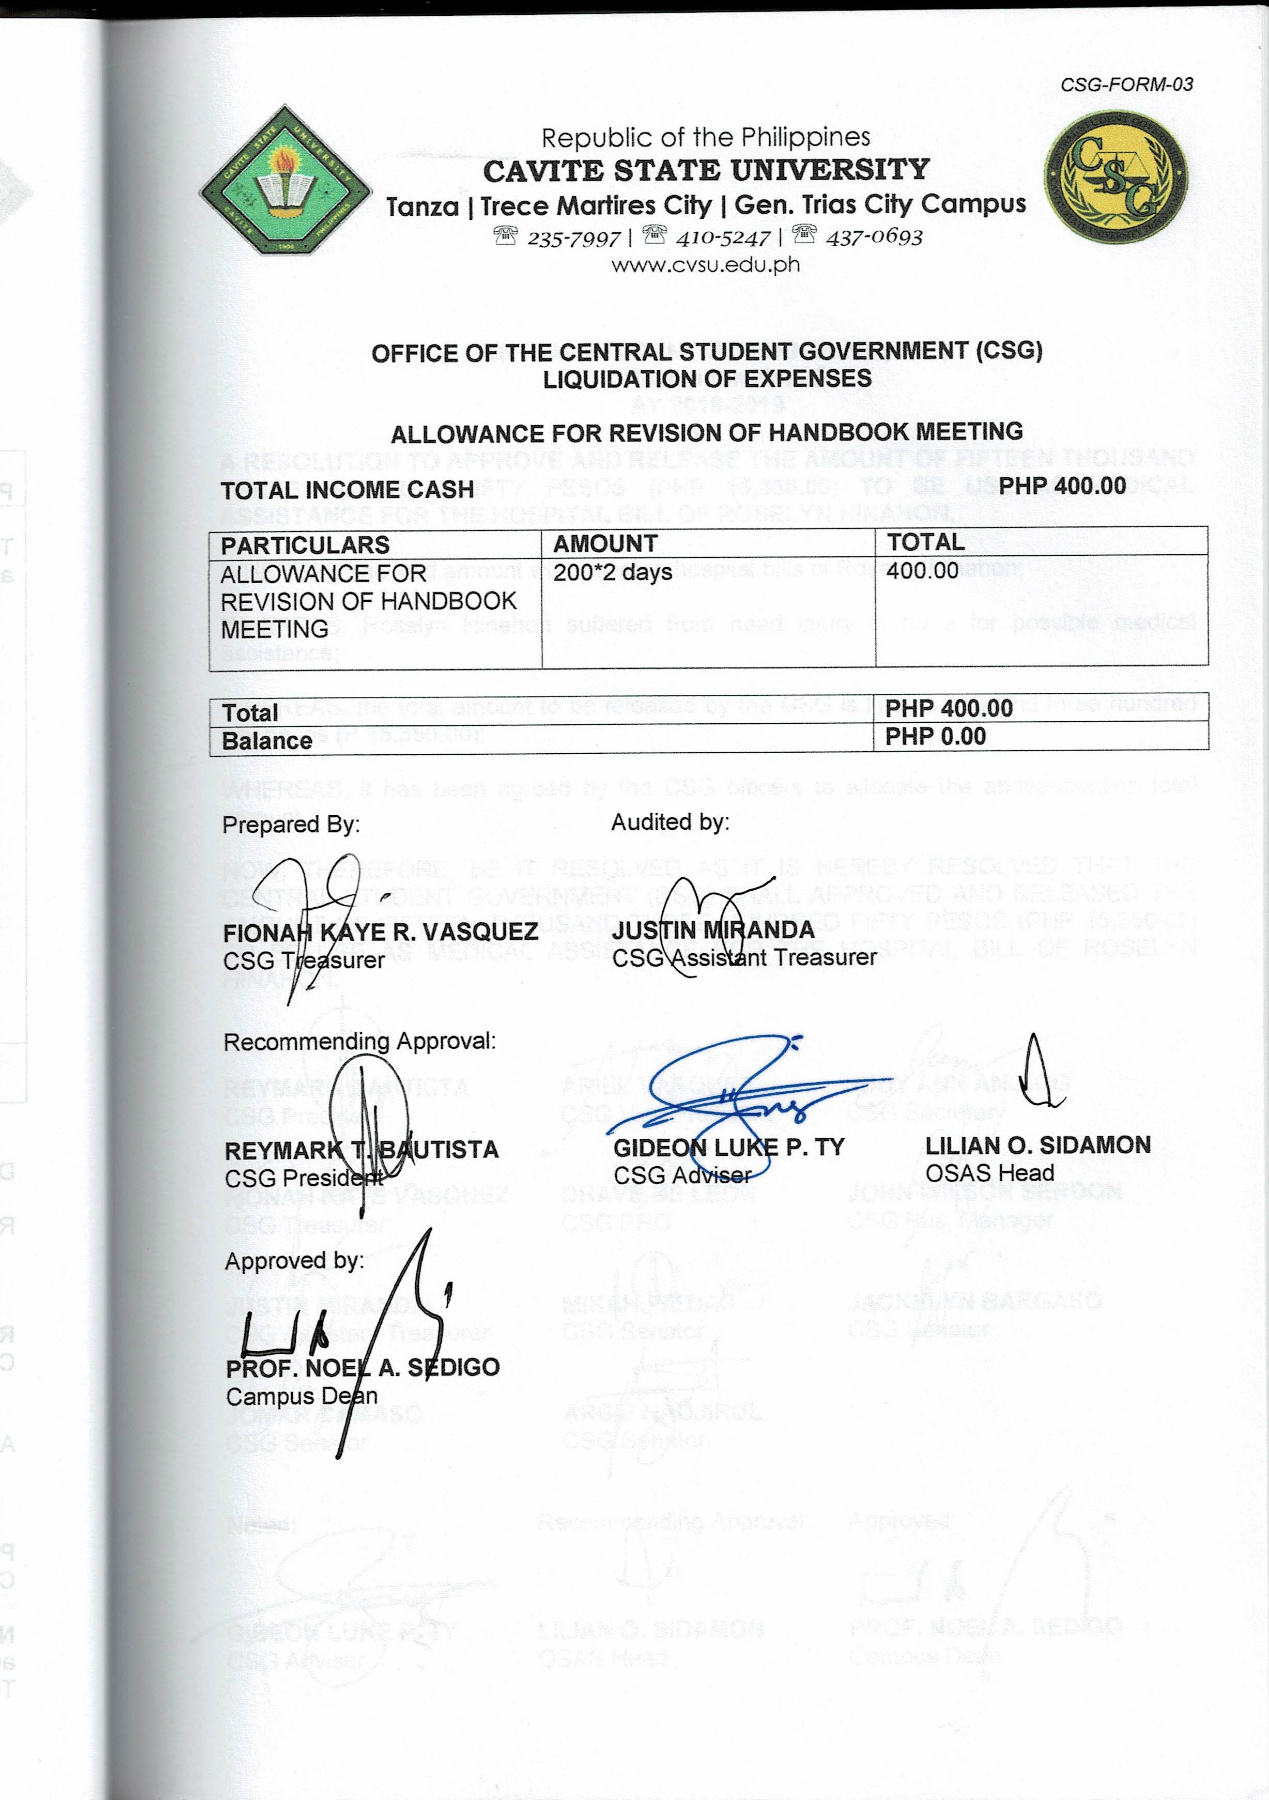 CSG-FORM-03
Republic of the Philippines
CAVITE STATE UNIVERSITY
Tanza | Trece Martires City | Gen. Trias City Campus
☏ 235-7997 | ☏ 410-5247 | ☏ 437-0693
www.cvsu.edu.ph
OFFICE OF THE CENTRAL STUDENT GOVERNMENT (CSG)
LIQUIDATION OF EXPENSES
ALLOWANCE FOR REVISION OF HANDBOOK MEETING
TOTAL INCOME CASH PHP 400.00
PARTICULARS AMOUNT TOTAL
ALLOWANCE FOR 200*2 days 400.00
REVISION OF HANDBOOK
MEETING
Total PHP 400.00
Balance PHP 0.00
Prepared By: Audited by:
FIONAH KAYE R. VASQUEZ JUSTIN MIRANDA
CSG Treasurer CSG Assistant Treasurer
Recommending Approval:
REYMARK T. BAUTISTA GIDEON LUKE P. TY LILIAN O. SIDAMON
CSG President CSG Adviser OSAS Head
Approved by:
PROF. NOEL A. SEDIGO
Campus Dean